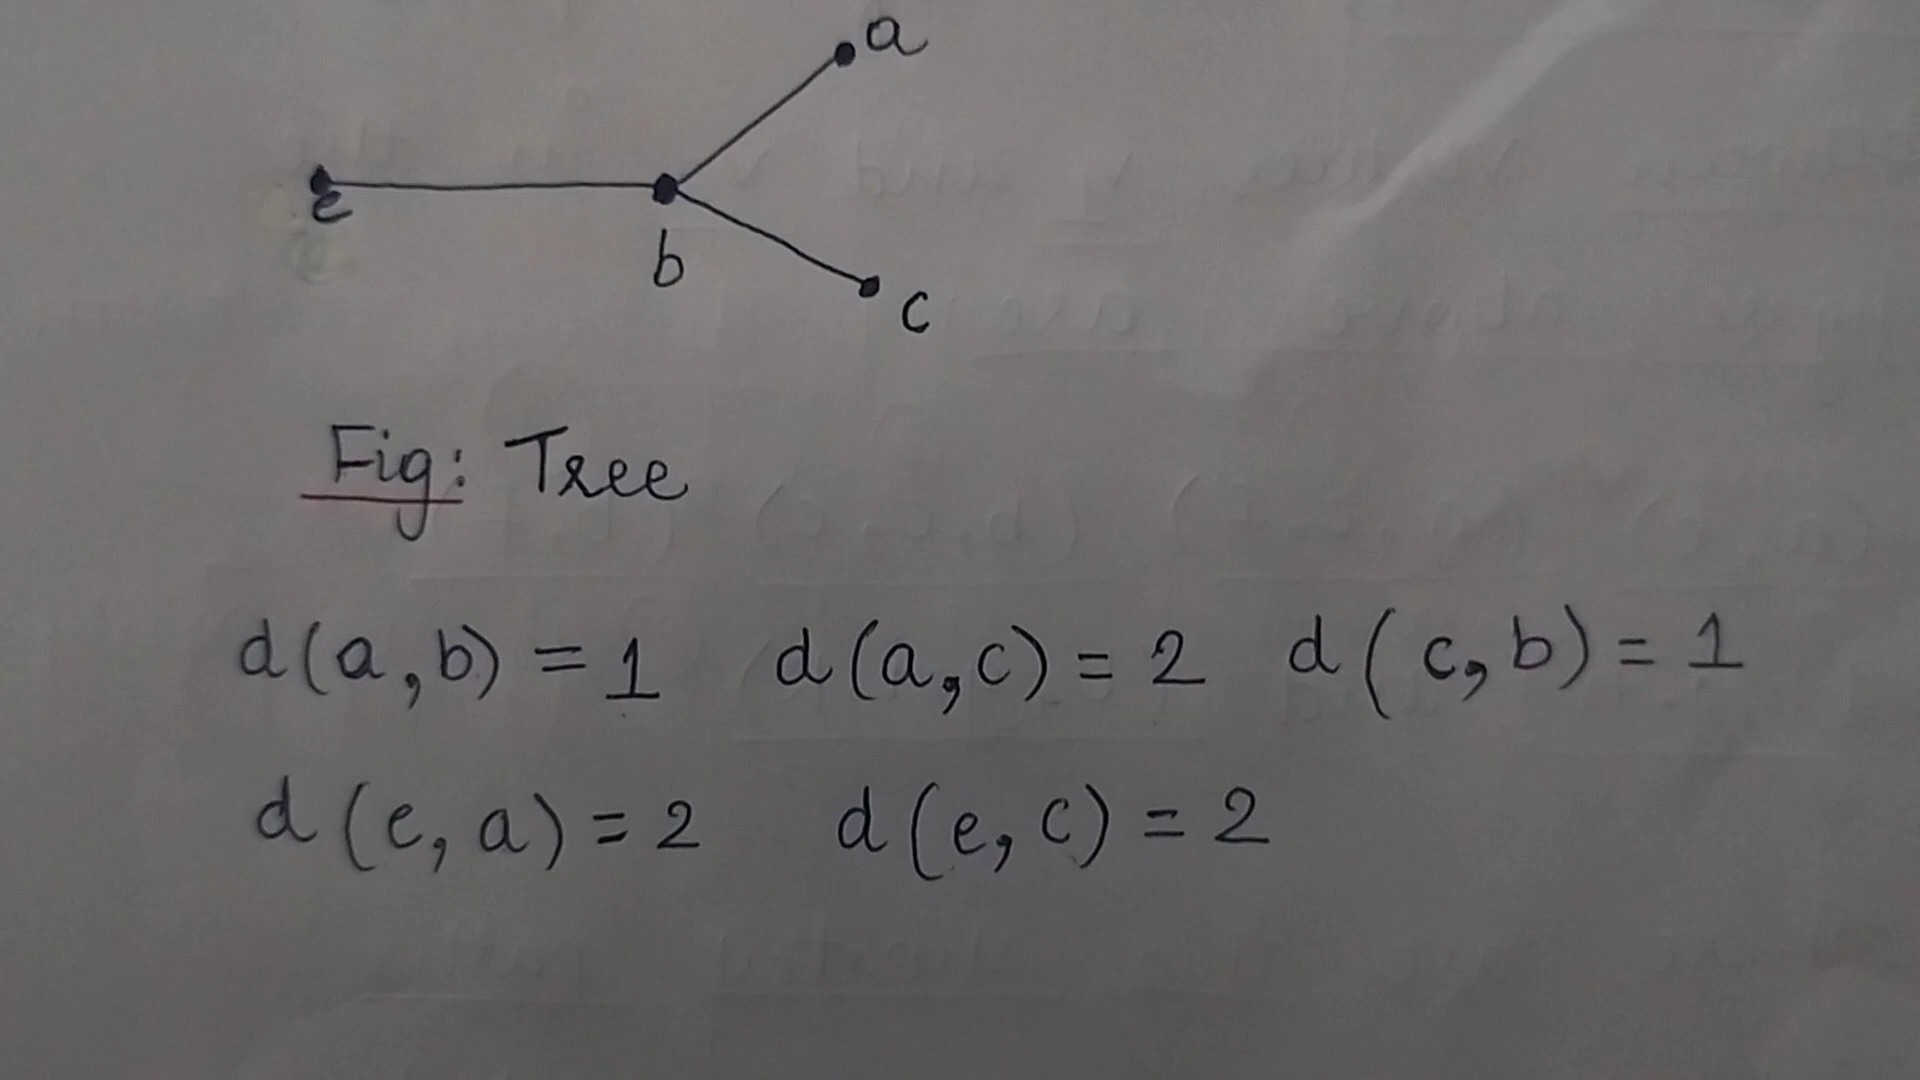 a
e
b
c
Fig: Tree
d(a,b) = 1 d(a,c) = 2 d(c,b) = 1
d(e,a) = 2 d(e,c) = 2